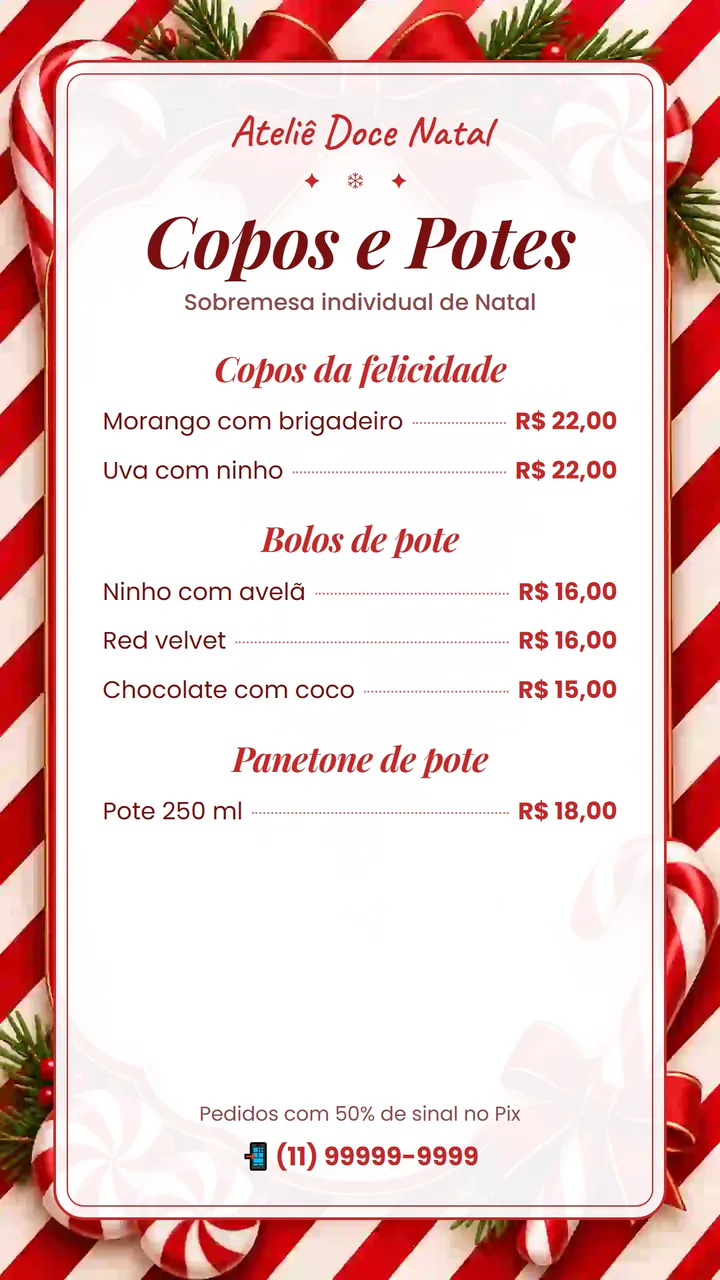 Ateliê Doce Natal
Copos e Potes
Sobremesa individual de Natal
Copos da felicidade
Morango com brigadeiro R$ 22,00
Uva com ninho R$ 22,00
Bolos de pote
Ninho com avelã R$ 16,00
Red velvet R$ 16,00
Chocolate com coco R$ 15,00
Panetone de pote
Pote 250 ml R$ 18,00
Pedidos com 50% de sinal no Pix
(11) 99999-9999